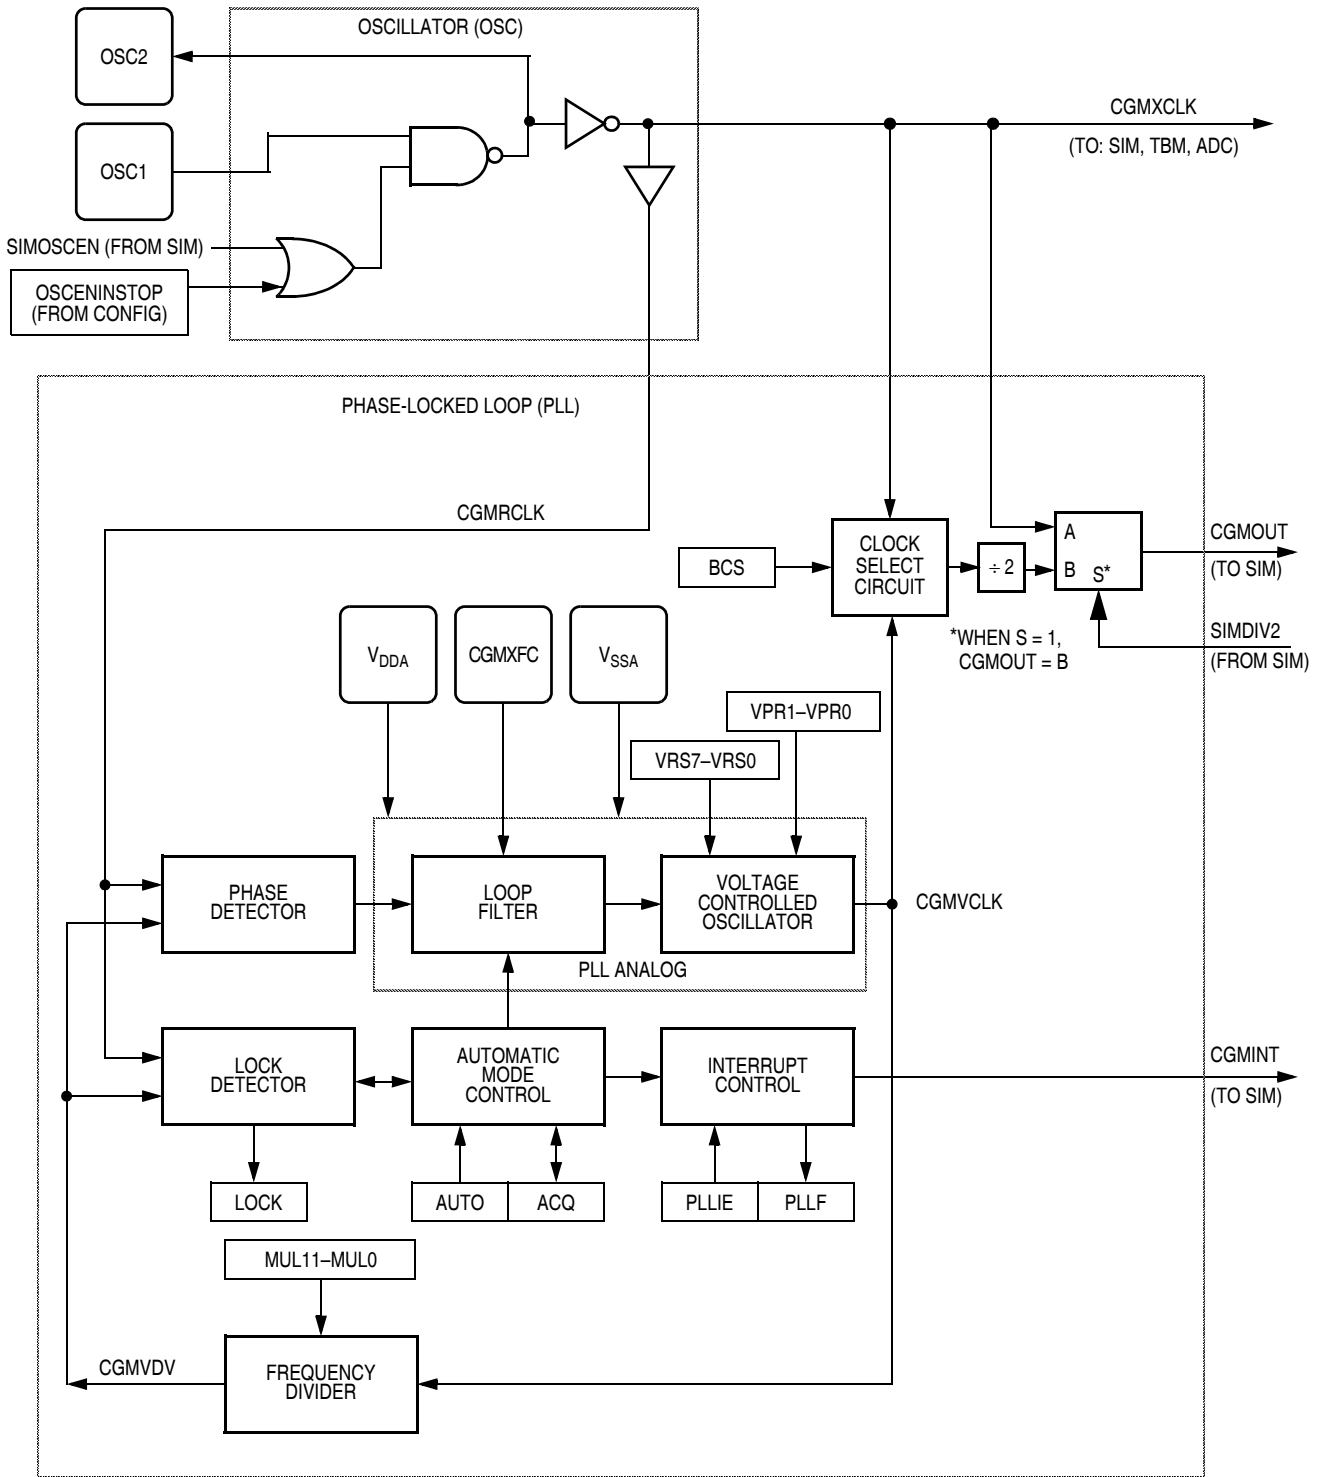 OSCILLATOR (OSC)
OSC2
CGMXCLK
(TO: SIM, TBM, ADC)
OSC1
SIMOSCEN (FROM SIM)
OSCENINSTOP
(FROM CONFIG)
PHASE-LOCKED LOOP (PLL)
CGMRCLK
BCS
CLOCK
SELECT
CIRCUIT
÷ 2
A
B
S*
CGMOUT
(TO SIM)
*WHEN S = 1,
CGMOUT = B
SIMDIV2
(FROM SIM)
VDDA
CGMXFC
VSSA
VPR1–VPR0
VRS7–VRS0
PHASE
DETECTOR
LOOP
FILTER
VOLTAGE
CONTROLLED
OSCILLATOR
CGMVCLK
PLL ANALOG
LOCK
DETECTOR
AUTOMATIC
MODE
CONTROL
INTERRUPT
CONTROL
CGMINT
(TO SIM)
LOCK
AUTO
ACQ
PLLIE
PLLF
MUL11–MUL0
CGMVDV
FREQUENCY
DIVIDER